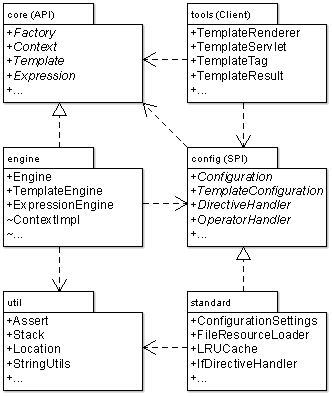 core (API)
+Factory
+Context
+Template
+Expression
+...
tools (Client)
+TemplateRenderer
+TemplateServlet
+TemplateTag
+TemplateResult
+...
engine
+Engine
+TemplateEngine
+ExpressionEngine
~ContextImpl
~...
config (SPI)
+Configuration
+TemplateConfiguration
+DirectiveHandler
+OperatorHandler
+...
util
+Assert
+Stack
+Location
+StringUtils
+...
standard
+ConfigurationSettings
+FileResourceLoader
+LRUCache
+IfDirectiveHandler
+...